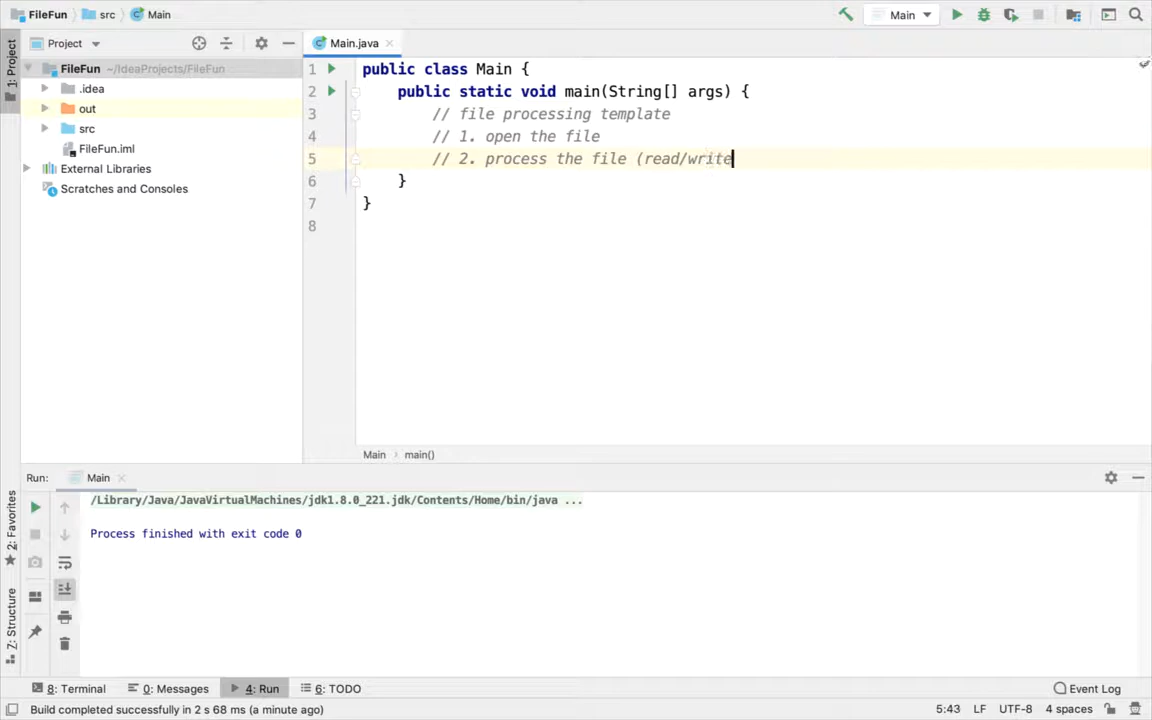 FileFun > src > Main
Main
Project
Main.java
1: Project
FileFun ~/IdeaProjects/FileFun
.idea
out
src
FileFun.iml
External Libraries
Scratches and Consoles
1 public class Main {
2 public static void main(String[] args) {
3 // file processing template
4 // 1. open the file
5 // 2. process the file (read/write
6 }
7 }
8
Main > main()
Run: Main
/Library/Java/JavaVirtualMachines/jdk1.8.0_221.jdk/Contents/Home/bin/java ...
Process finished with exit code 0
2: Favorites
Z: Structure
8: Terminal
0: Messages
4: Run
6: TODO
Event Log
Build completed successfully in 2 s 68 ms (a minute ago)
5:43 LF UTF-8 4 spaces